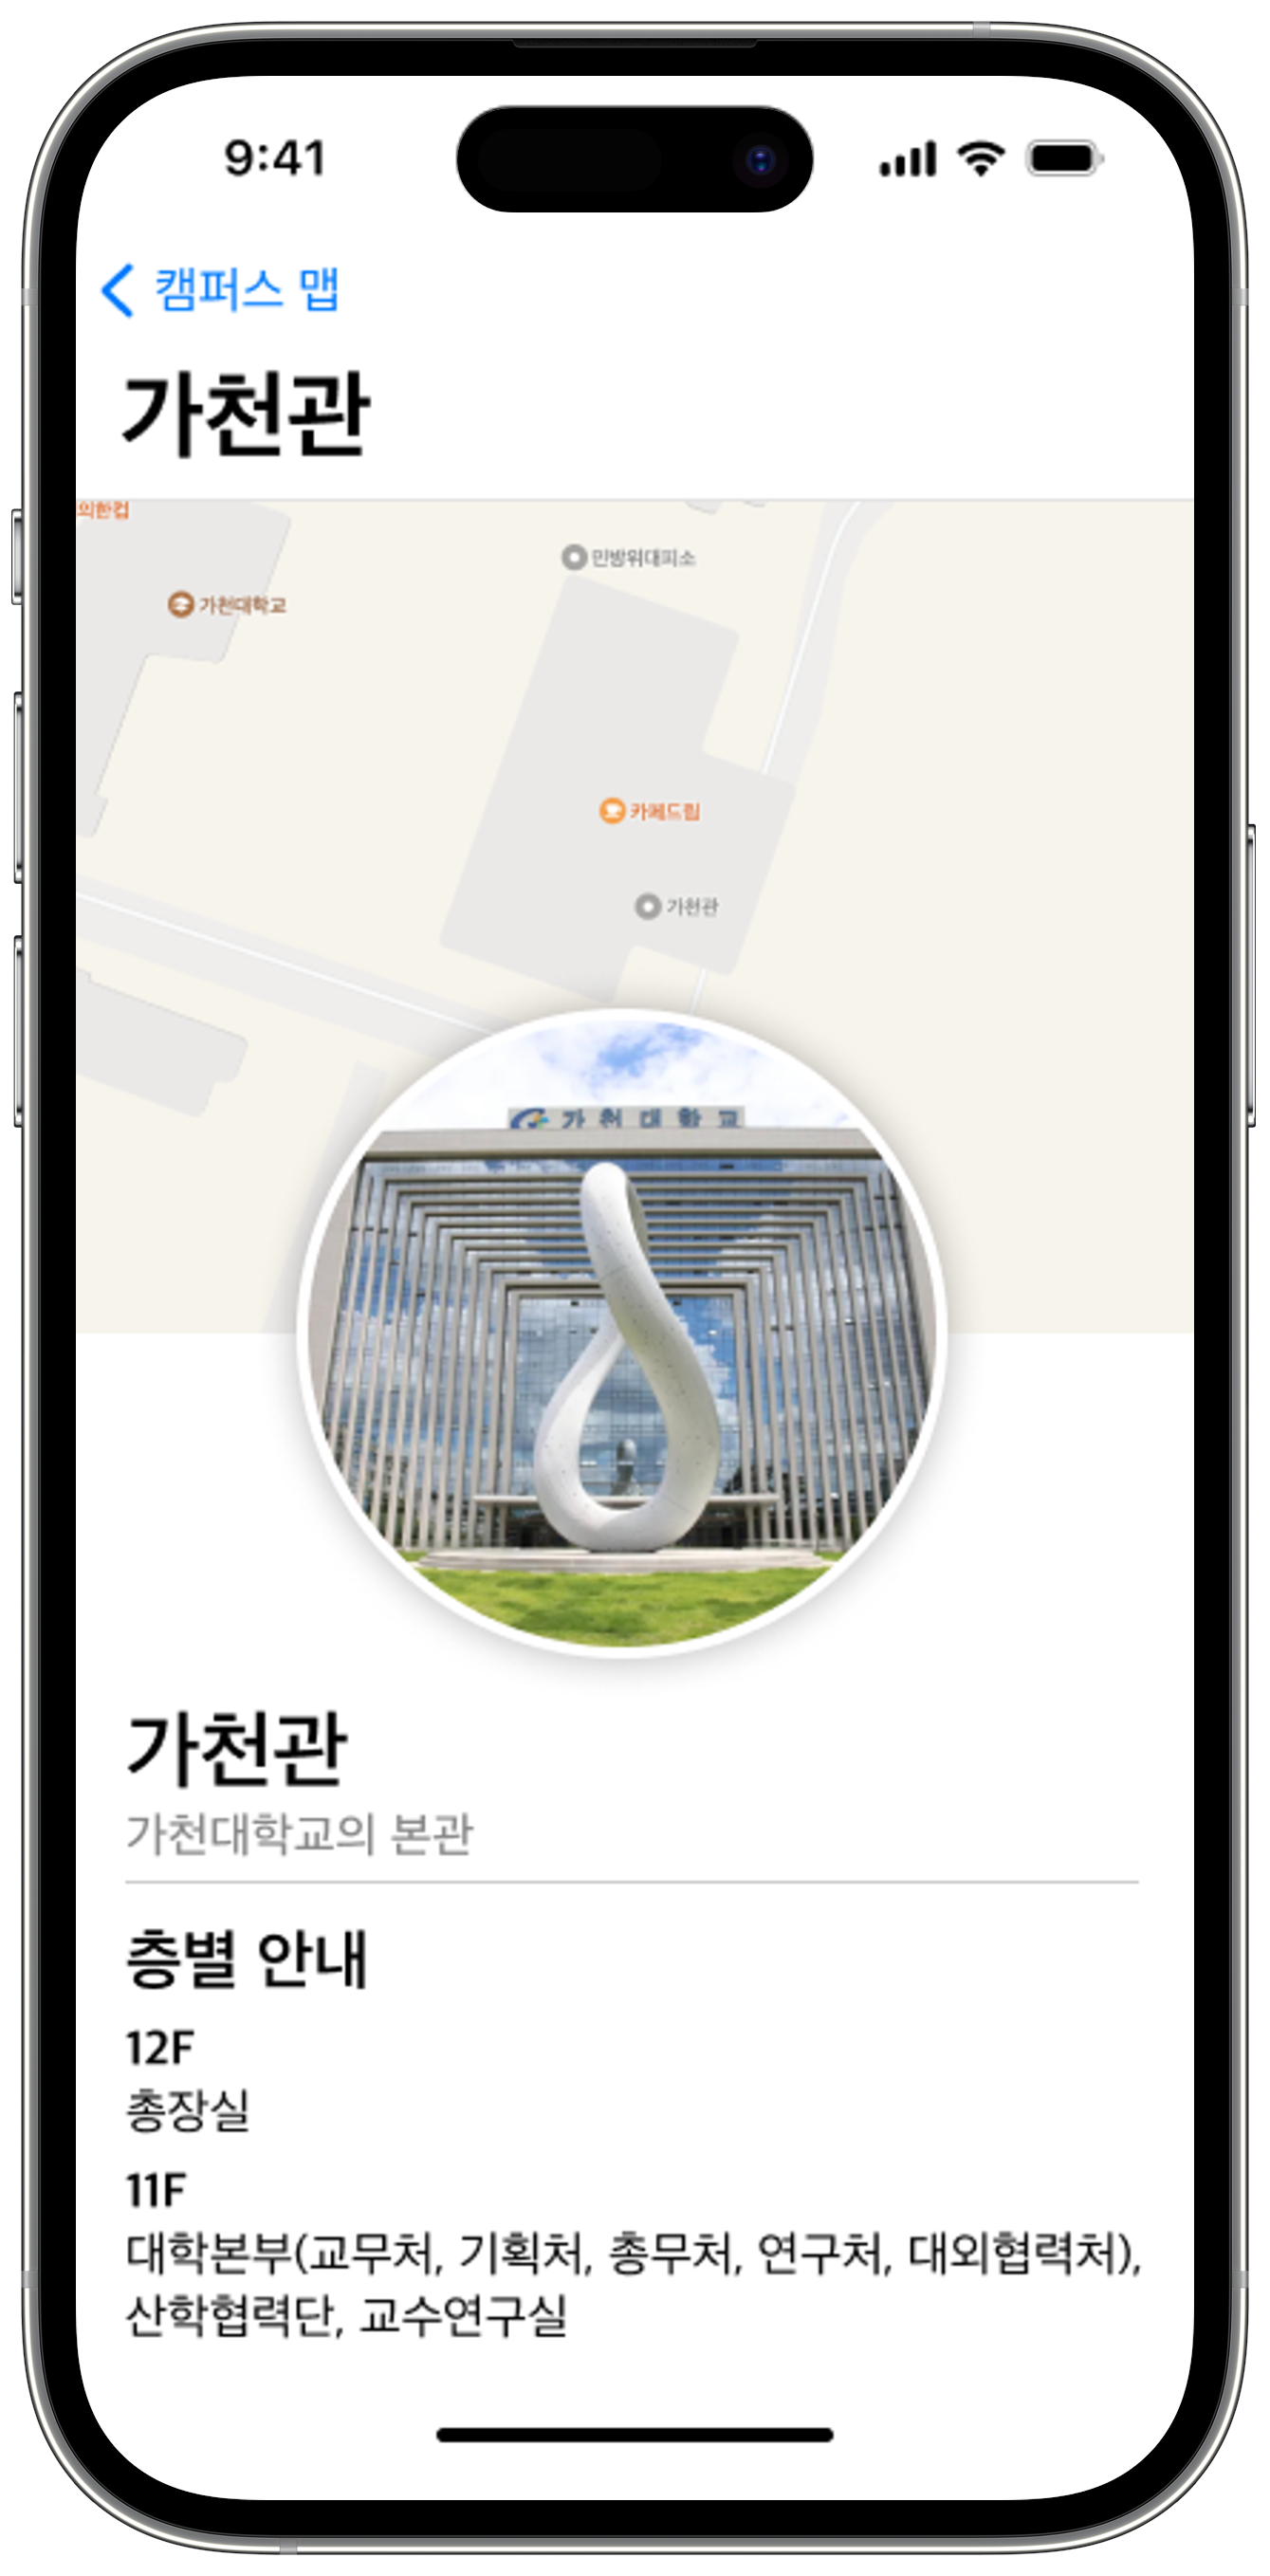 9:41
캠퍼스 맵
가천관
의한컵
민방위대피소
가천대학교
카페드림
가천관
가천대학교
가천관
가천대학교의 본관
층별 안내
12F
총장실
11F
대학본부(교무처, 기획처, 총무처, 연구처, 대외협력처),
산학협력단, 교수연구실